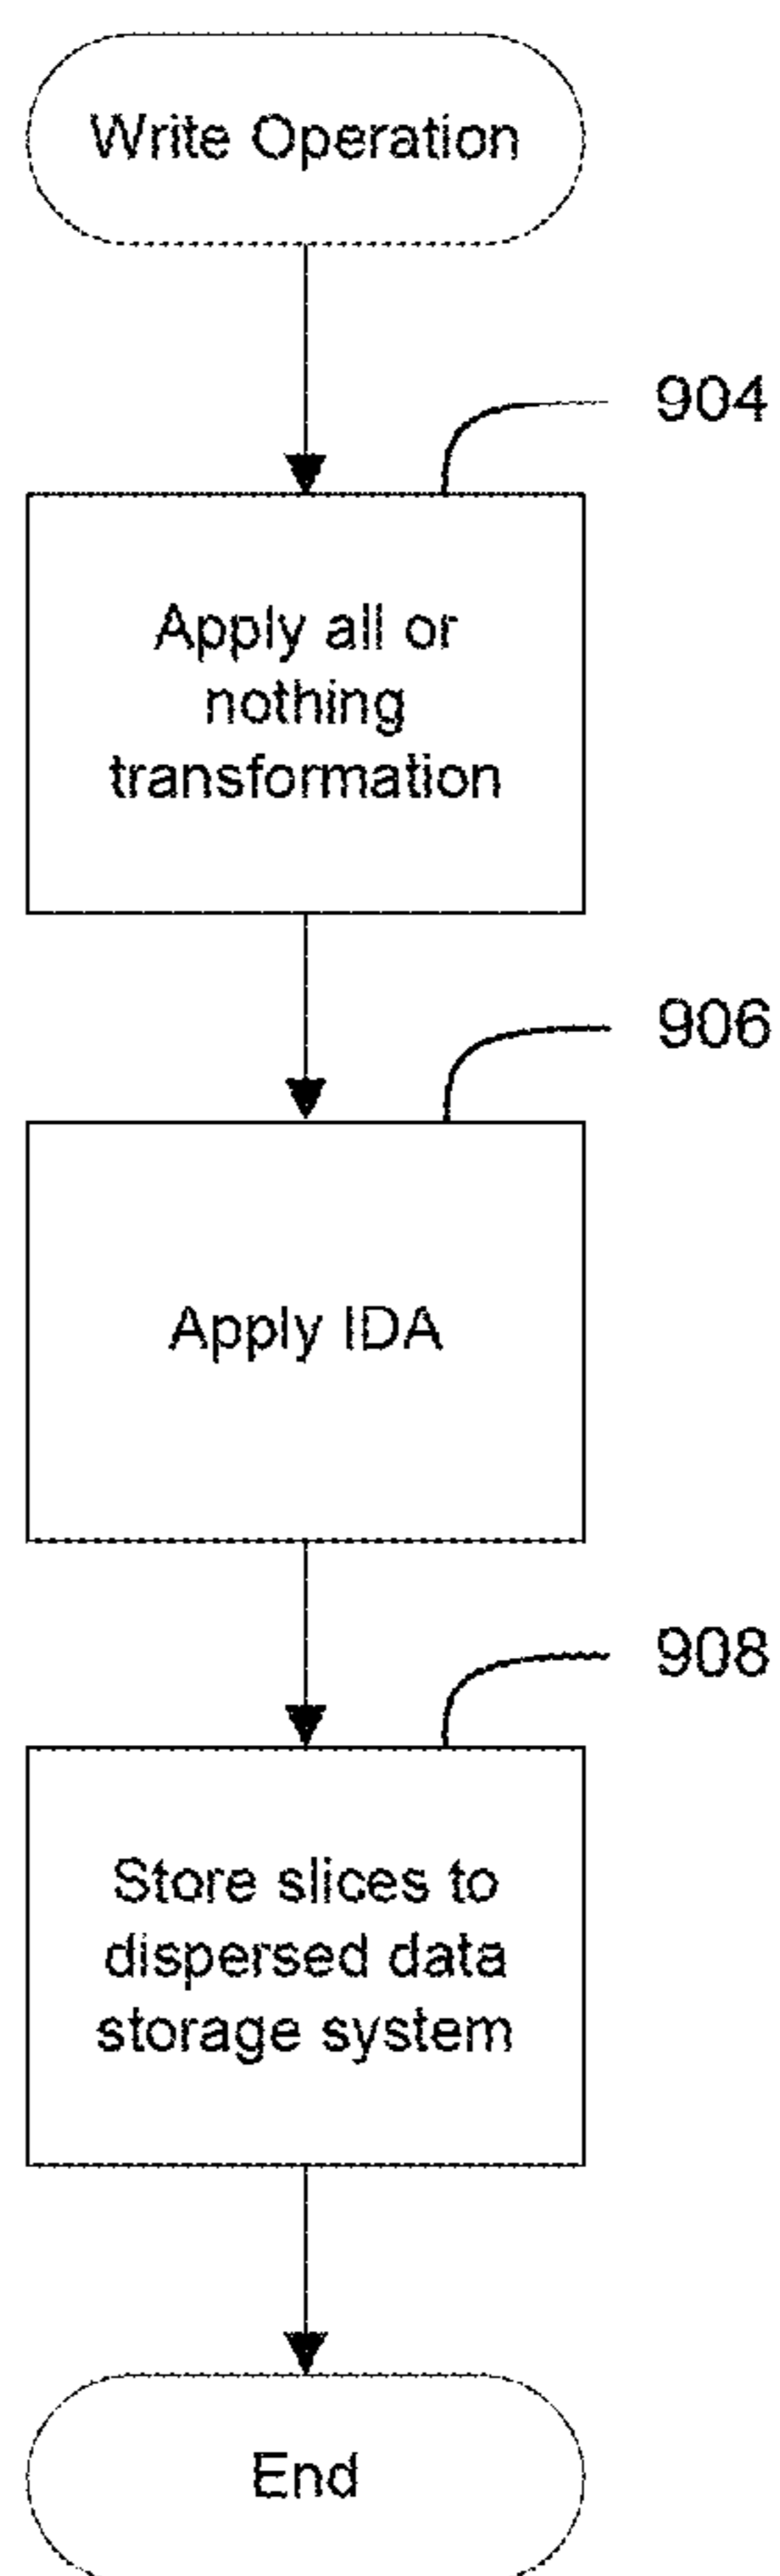 Write Operation
904
Apply all or
nothing
transformation
906
Apply IDA
908
Store slices to
dispersed data
storage system
End